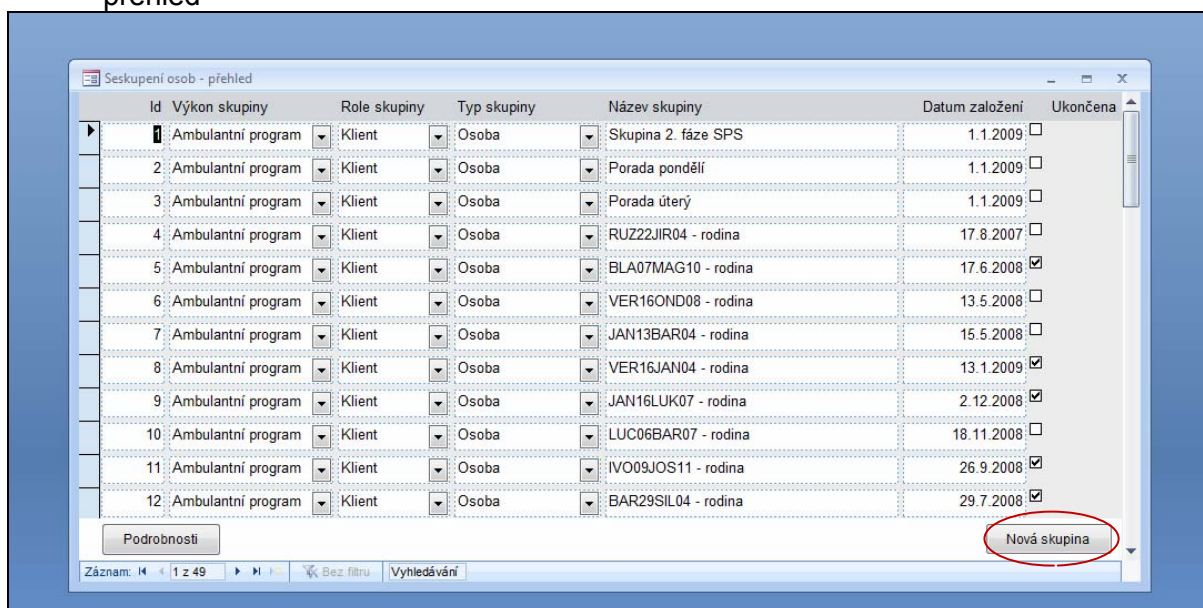 přehled
Seskupení osob - přehled
Id Výkon skupiny Role skupiny Typ skupiny Název skupiny Datum založení Ukončena
1 Ambulantní program Klient Osoba Skupina 2. fáze SPS 1.1.2009
2 Ambulantní program Klient Osoba Porada pondělí 1.1.2009
3 Ambulantní program Klient Osoba Porada úterý 1.1.2009
4 Ambulantní program Klient Osoba RUZ22JIR04 - rodina 17.8.2007
5 Ambulantní program Klient Osoba BLA07MAG10 - rodina 17.6.2008
6 Ambulantní program Klient Osoba VER16OND08 - rodina 13.5.2008
7 Ambulantní program Klient Osoba JAN13BAR04 - rodina 15.5.2008
8 Ambulantní program Klient Osoba VER16JAN04 - rodina 13.1.2009
9 Ambulantní program Klient Osoba JAN16LUK07 - rodina 2.12.2008
10 Ambulantní program Klient Osoba LUC06BAR07 - rodina 18.11.2008
11 Ambulantní program Klient Osoba IVO09JOS11 - rodina 26.9.2008
12 Ambulantní program Klient Osoba BAR29SIL04 - rodina 29.7.2008
Podrobnosti Nová skupina
Záznam: 1 z 49 Bez filtru Vyhledávání